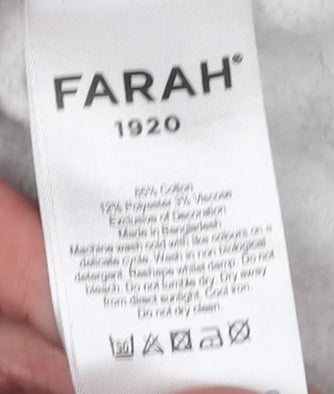 FARAH®
1920
85% Cotton
12% Polyester 3% Viscose
Exclusive of Decoration
Made in Bangladesh
Machine wash cold with like colours on a
delicate cycle. Wash in non biological
detergent. Reshape whilst damp. Do not
bleach. Do not tumble dry. Dry away
from direct sunlight. Cool iron.
Do not dry clean.
30